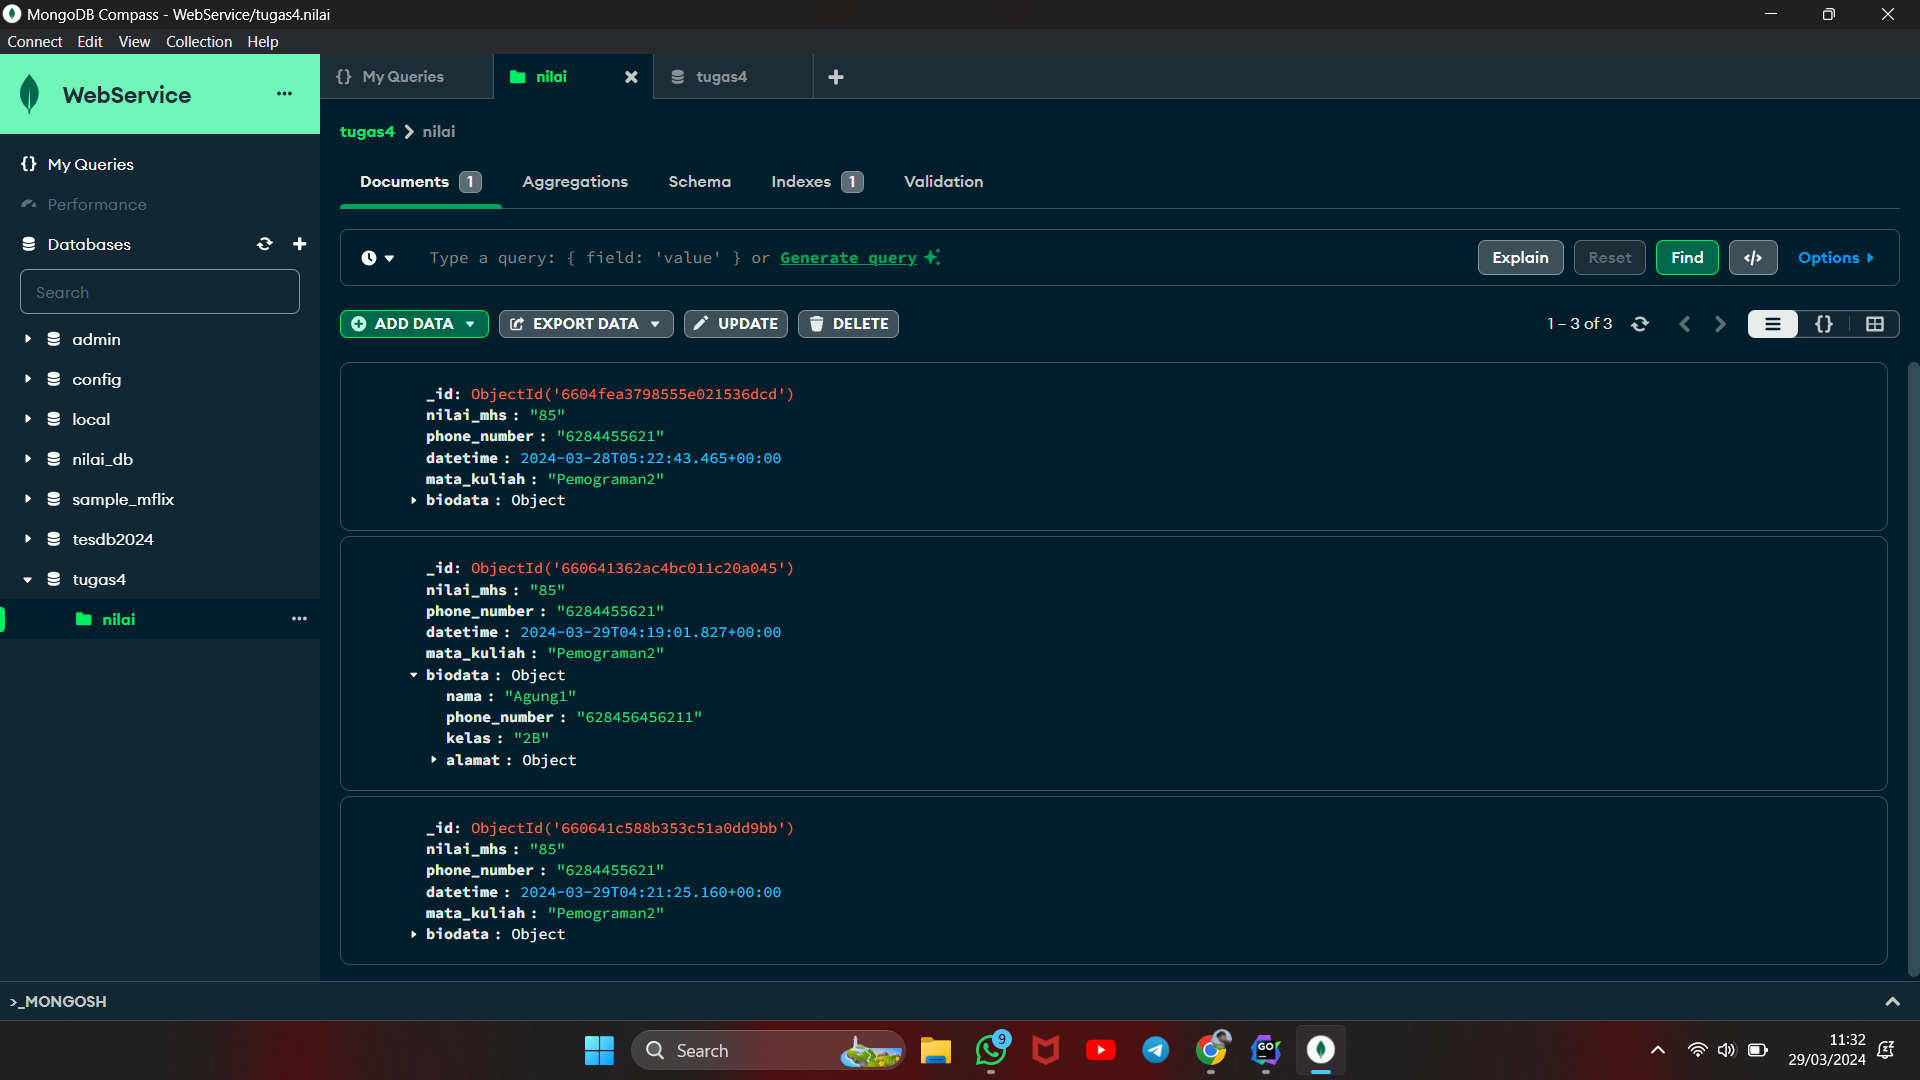 MongoDB Compass - WebService/tugas4.nilai
Connect Edit View Collection Help
WebService
My Queries
nilai
tugas4
tugas4 > nilai
My Queries
Performance
Databases
Search
admin
config
local
nilai_db
sample_mflix
tesdb2024
tugas4
nilai
Documents 1 Aggregations Schema Indexes 1 Validation
Type a query: { field: 'value' } or Generate query
Explain Reset Find </> Options
ADD DATA EXPORT DATA UPDATE DELETE 1 – 3 of 3 {}
_id: ObjectId('6604fea3798555e021536dcd')
nilai_mhs : "85"
phone_number : "6284455621"
datetime : 2024-03-28T05:22:43.465+00:00
mata_kuliah : "Pemograman2"
biodata : Object
_id: ObjectId('660641362ac4bc011c20a045')
nilai_mhs : "85"
phone_number : "6284455621"
datetime : 2024-03-29T04:19:01.827+00:00
mata_kuliah : "Pemograman2"
biodata : Object
nama : "Agung1"
phone_number : "628456456211"
kelas : "2B"
alamat : Object
_id: ObjectId('660641c588b353c51a0dd9bb')
nilai_mhs : "85"
phone_number : "6284455621"
datetime : 2024-03-29T04:21:25.160+00:00
mata_kuliah : "Pemograman2"
biodata : Object
>_MONGOSH
Search
9
GO
11:32
29/03/2024